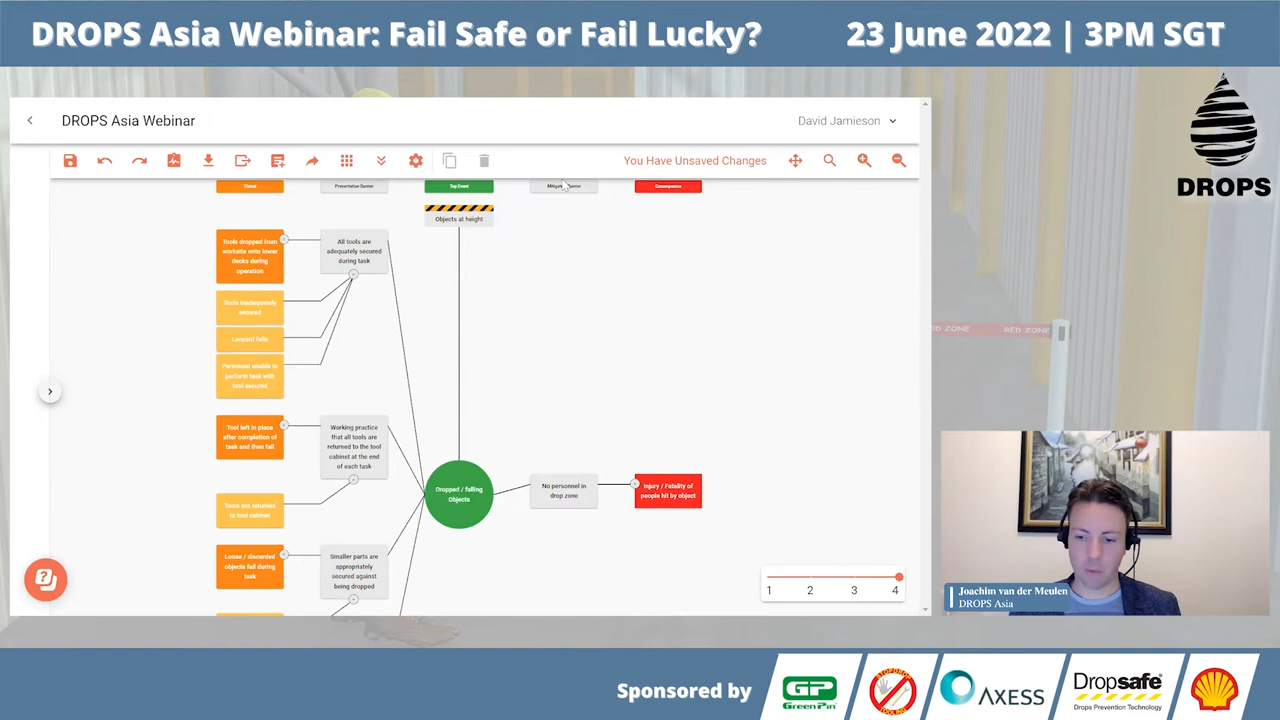 DROPS Asia Webinar: Fail Safe or Fail Lucky?
23 June 2022 | 3PM SGT
DROPS
DROPS Asia Webinar
David Jamieson
You Have Unsaved Changes
Threat
Preventative Barrier
Top Event
Mitigation Barrier
Consequence
Objects at height
Tools dropped from
worksite onto lower
decks during
operation
All tools are
adequately secured
during task
Tools inadequately
secured
Lanyard fails
Personnel unable to
perform task with
tool secured
Tool left in place
after completion of
task and then fall
Working practice
that all tools are
returned to the tool
cabinet at the end
of each task
Tools not returned
to tool cabinet
Dropped / falling
Objects
No personnel in
drop zone
Injury / Fatality of
people hit by object
Loose / discarded
objects fall during
task
Smaller parts are
appropriately
secured against
being dropped
1 2 3 4
RED ZONE
RED ZONE
Joachim van der Meulen
DROPS Asia
Sponsored by
GP
GreenPin
STOPDROP
TOOLING
AXESS
Dropsafe
Drops Prevention Technology